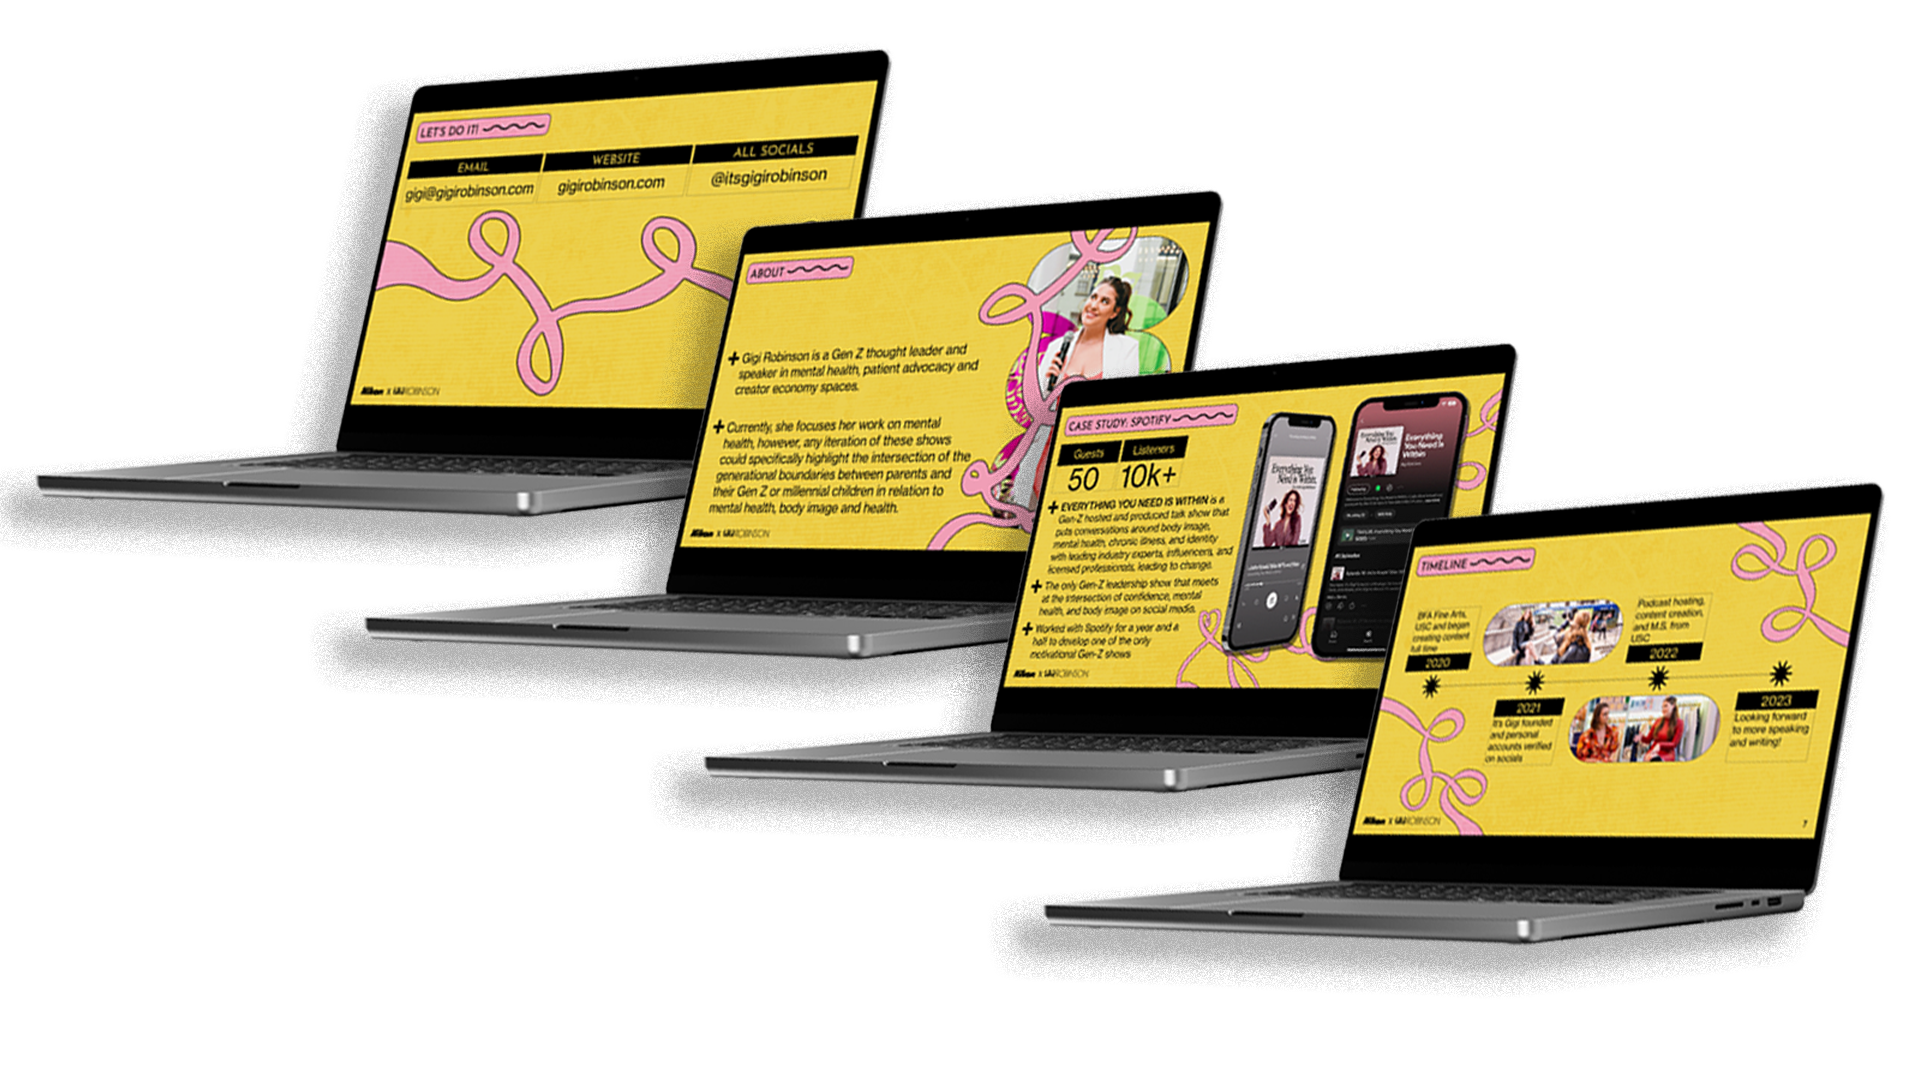 LET'S DO IT!
EMAIL
gigi@gigirobinson.com
WEBSITE
gigirobinson.com
ALL SOCIALS
@itsgigirobinson
Nikon x GIGI ROBINSON
ABOUT
+ Gigi Robinson is a Gen Z thought leader and
speaker in mental health, patient advocacy and
creator economy spaces.
+ Currently, she focuses her work on mental
health, however, any iteration of these shows
could specifically highlight the intersection of the
generational boundaries between parents and
their Gen Z or millennial children in relation to
mental health, body image and health.
Nikon x GIGI ROBINSON
CASE STUDY: SPOTIFY
Guests
50
Listeners
10k+
+ EVERYTHING YOU NEED IS WITHIN is a
Gen-Z hosted and produced talk show that
puts conversations around body image,
mental health, chronic illness, and identity
with leading industry experts, influencers, and
licensed professionals, leading to change.
+ The only Gen-Z leadership show that meets
at the intersection of confidence, mental
health, and body image on social media.
+ Worked with Spotify for a year and a
half to develop one of the only
motivational Gen-Z shows
Everything You
Need is Within
Everything
You Need is
Within
Nikon x GIGI ROBINSON
TIMELINE
BFA Fine Arts,
USC and began
creating content
full time
2020
2021
It's Gigi founded
and personal
accounts verified
on socials
Podcast hosting,
content creation,
and M.S. from
USC
2022
2023
Looking forward
to more speaking
and writing!
Nikon x GIGI ROBINSON
7